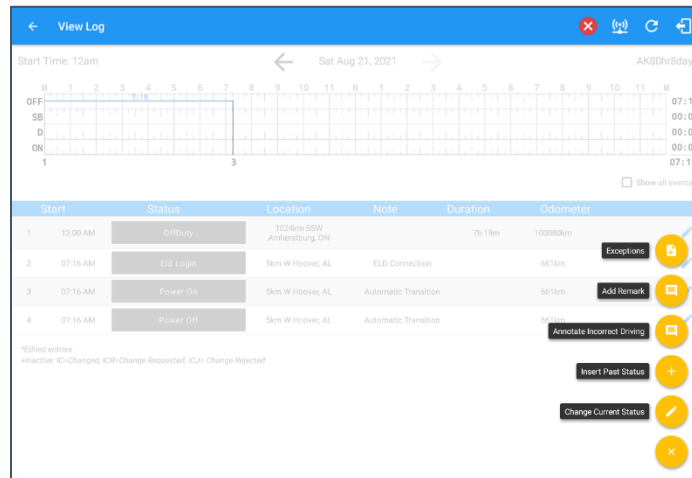 View Log
Start Time: 12am
Sat Aug 21, 2021
AK80hr8day
M 1 2 3 4 5 6 7 8 9 10 11 N 1 2 3 4 5 6 7 8 9 10 11 M
7:19
OFF 07:1
SB 00:0
D 00:0
ON 00:0
1 3 07:1
Show all events
Start Status Location Note Duration Odometer
1 12:00 AM OffDuty 1024km SSW Amherstburg, ON 7h 19m 100080km
2 07:16 AM Eld Login 5km W Hoover, AL ELD Connection 661km
3 07:16 AM Power On 5km W Hoover, AL Automatic Transition 661km
4 07:16 AM Power Off 5km W Hoover, AL Automatic Transition 661km
*Edited entries
+Inactive: IC=Changed, ICR=Change Requested, ICJ= Change Rejected
Exceptions
Add Remark
Annotate Incorrect Driving
Insert Past Status
Change Current Status